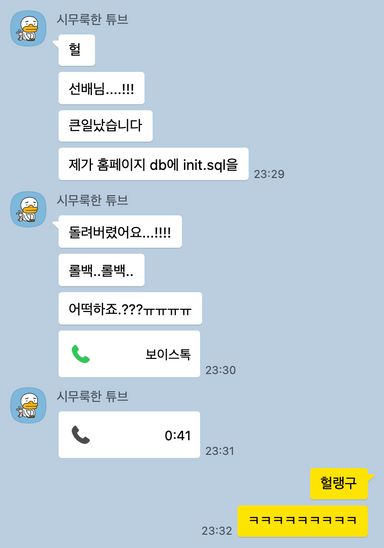 시무룩한 튜브
헐
선배님....!!!
큰일났습니다
제가 홈페이지 db에 init.sql을
23:29
시무룩한 튜브
돌려버렸어요...!!!!
롤백..롤백..
어떡하죠.???ㅠㅠㅠㅠ
보이스톡
23:30
시무룩한 튜브
0:41
23:31
헐랭구
ㅋㅋㅋㅋㅋㅋㅋㅋㅋ
23:32